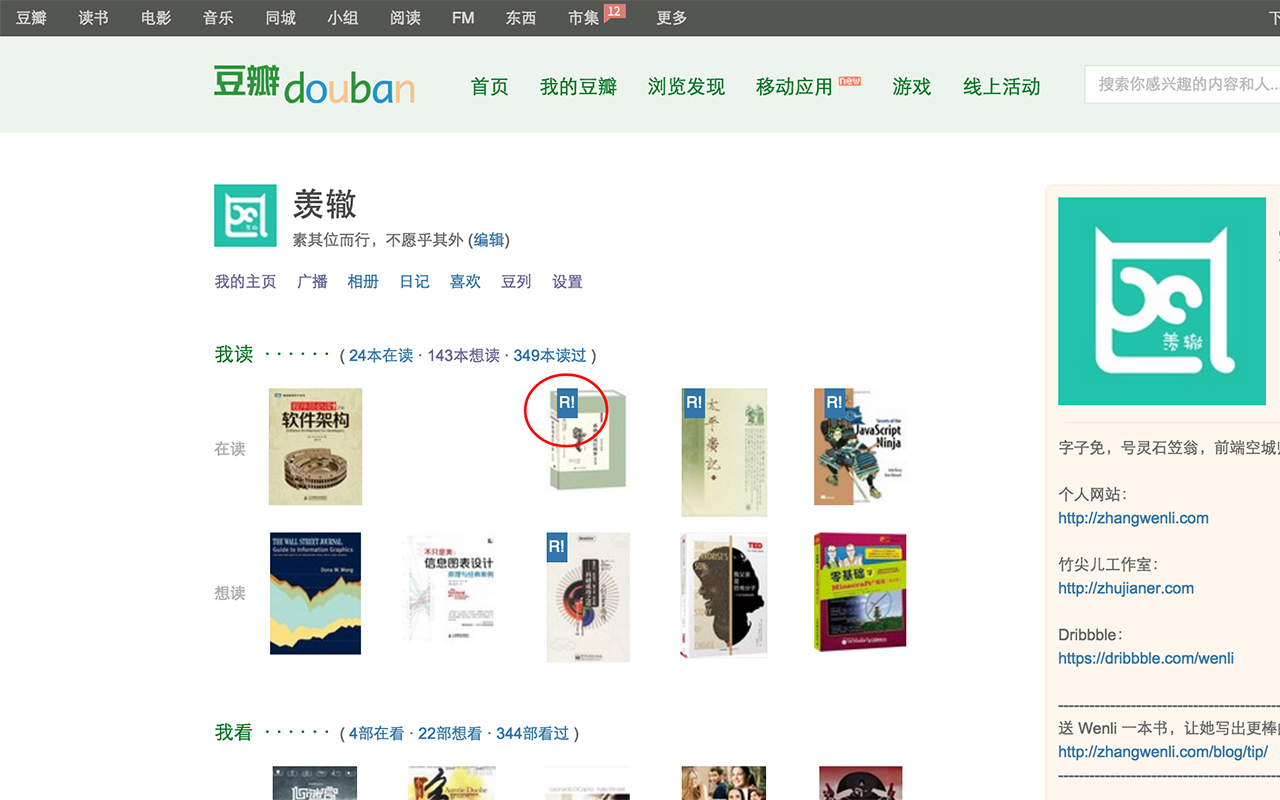 豆瓣 读书 电影 音乐 同城 小组 阅读 FM 东西 市集 12 更多
豆瓣 douban 首页 我的豆瓣 浏览发现 移动应用 new 游戏 线上活动 搜索你感兴趣的内容和人...
羡辙
素其位而行，不愿乎其外 (编辑)
我的主页 广播 相册 日记 喜欢 豆列 设置
羡辙
我读 · · · · · · ( 24本在读 · 143本想读 · 349本读过 )
在读
软件架构
R!
R!
太平廣記
R!
Secrets of the
JavaScript
Ninja
想读
THE WALL STREET JOURNAL
Guide to Information Graphics
Dona M. Wong
不只是美：
信息图表设计
原理与经典案例
R!
TED
我父亲
是
恐怖分子
零基础学
Minecraft
字子免，号灵石笠翁，前端空城
个人网站：
http://zhangwenli.com
竹尖儿工作室：
http://zhujianer.com
Dribbble：
https://dribbble.com/wenli
送 Wenli 一本书，让她写出更棒
http://zhangwenli.com/blog/tip/
我看 · · · · · · ( 4部在看 · 22部想看 · 344部看过 )